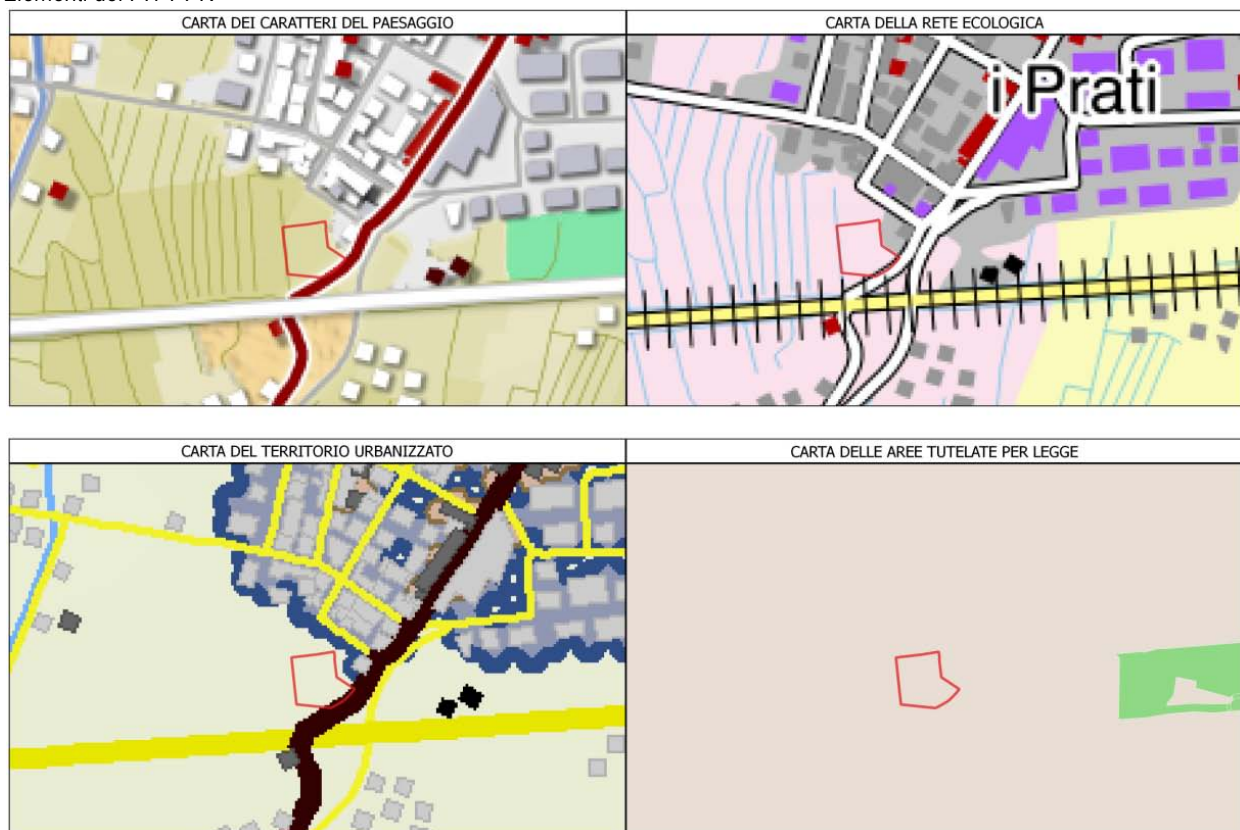 CARTA DEI CARATTERI DEL PAESAGGIO
CARTA DELLA RETE ECOLOGICA
i Prati
CARTA DEL TERRITORIO URBANIZZATO
CARTA DELLE AREE TUTELATE PER LEGGE